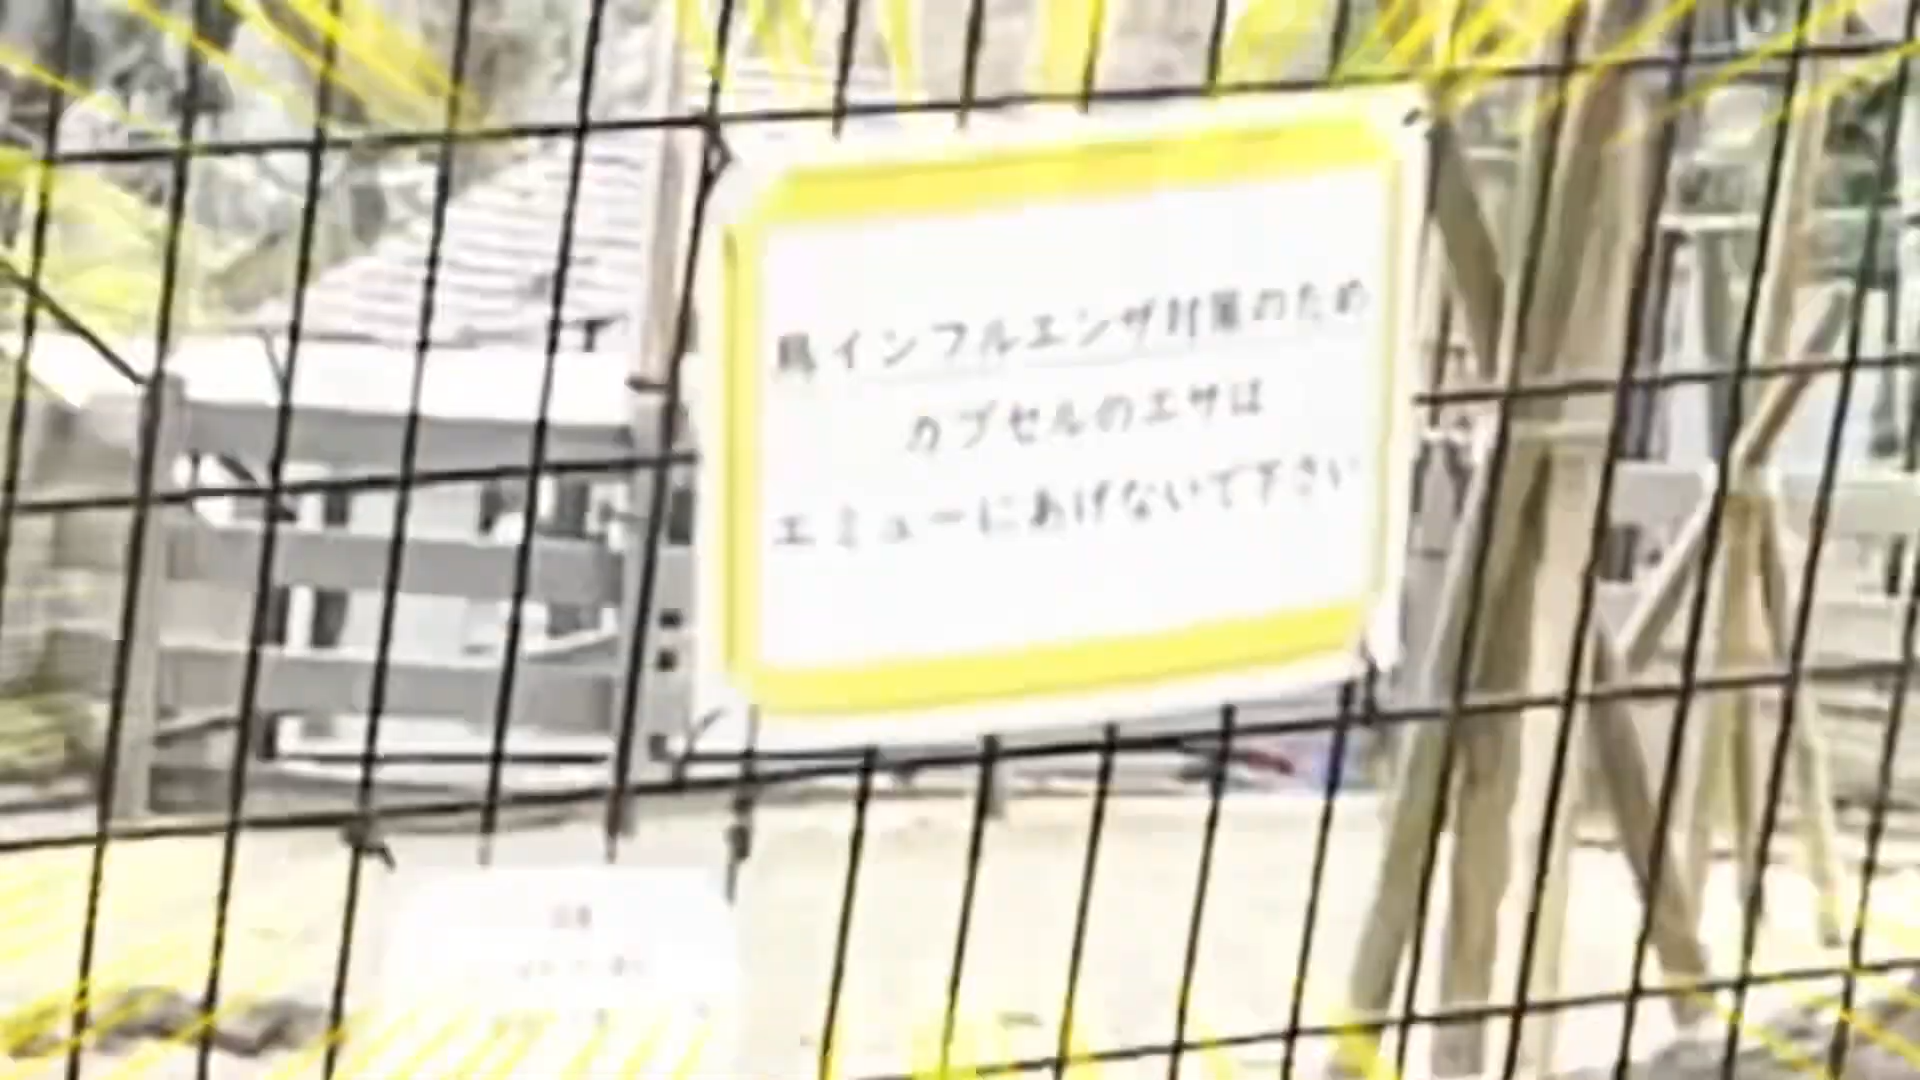 鳥インフルエンザ対策のため
カプセルのエサは
エミューにあげないで下さい